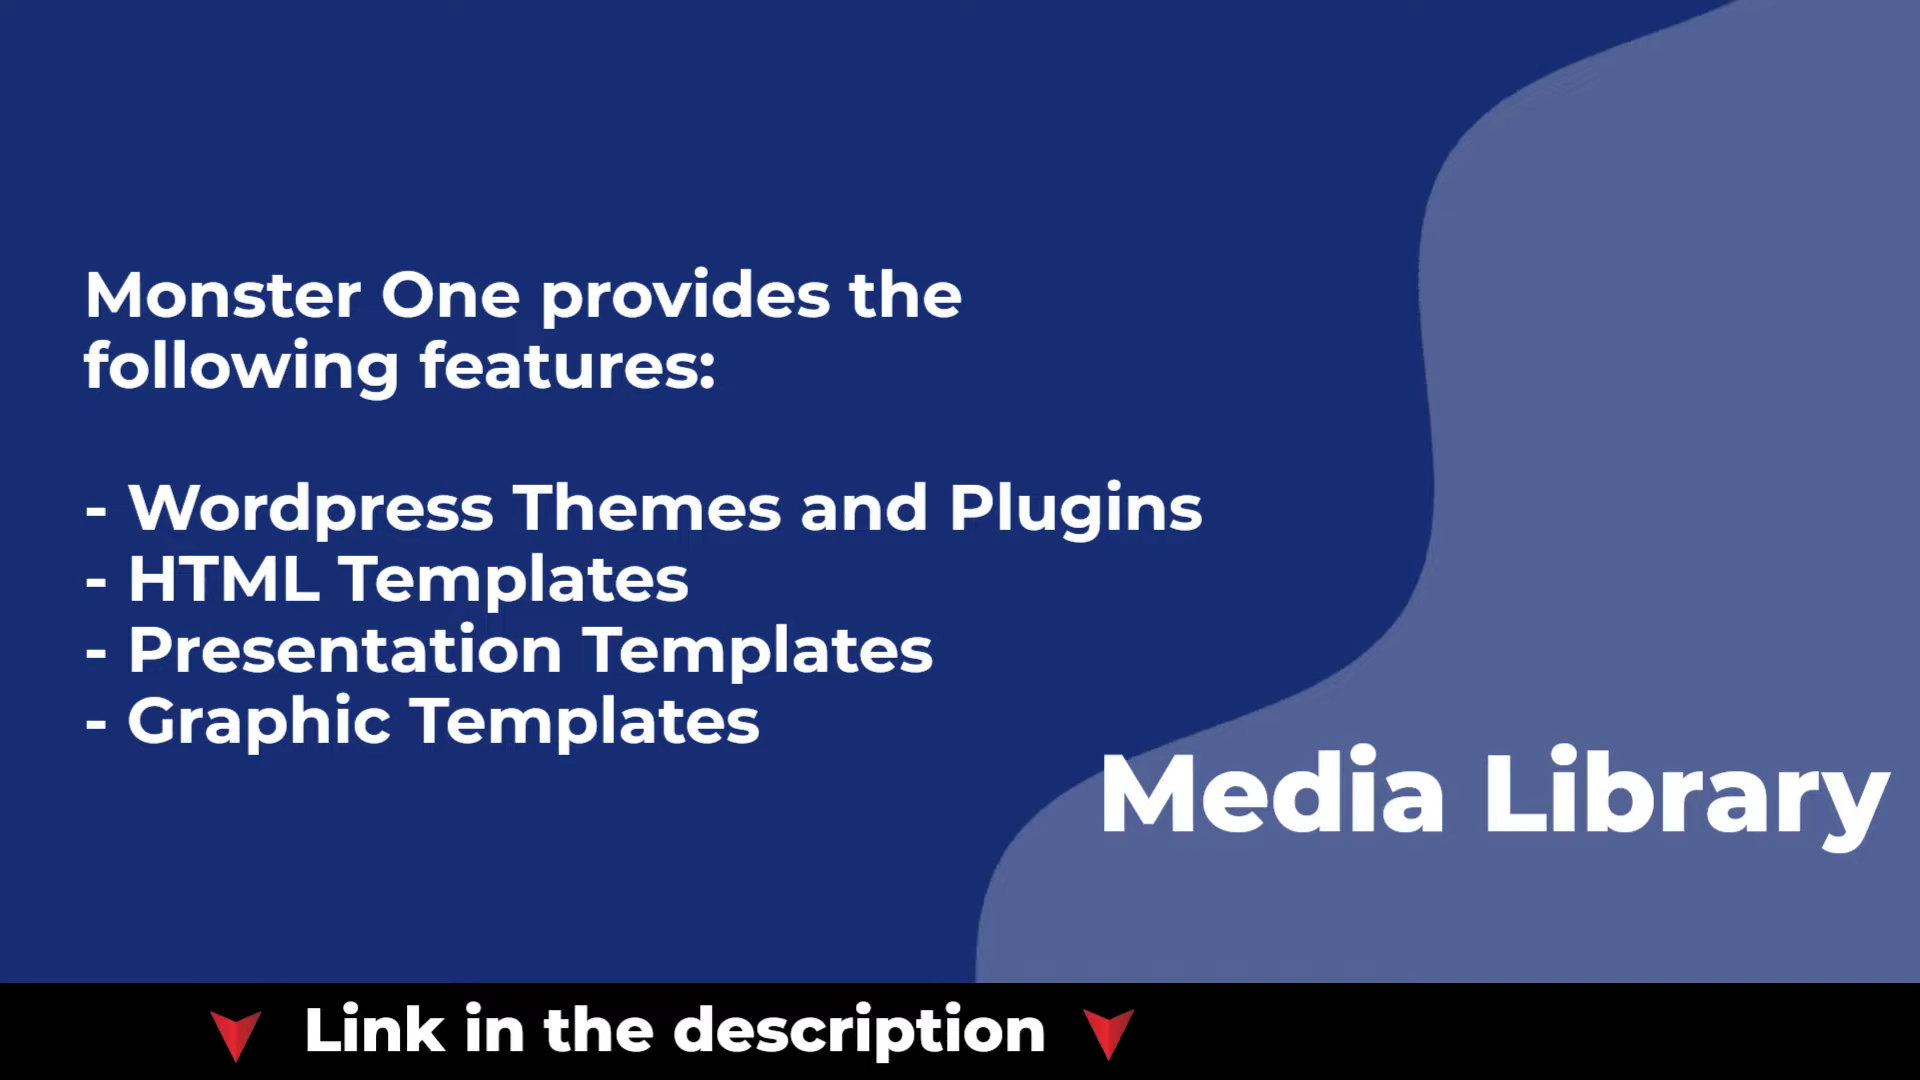 Monster One provides the
following features:
- Wordpress Themes and Plugins
- HTML Templates
- Presentation Templates
- Graphic Templates
Media Library
Link in the description